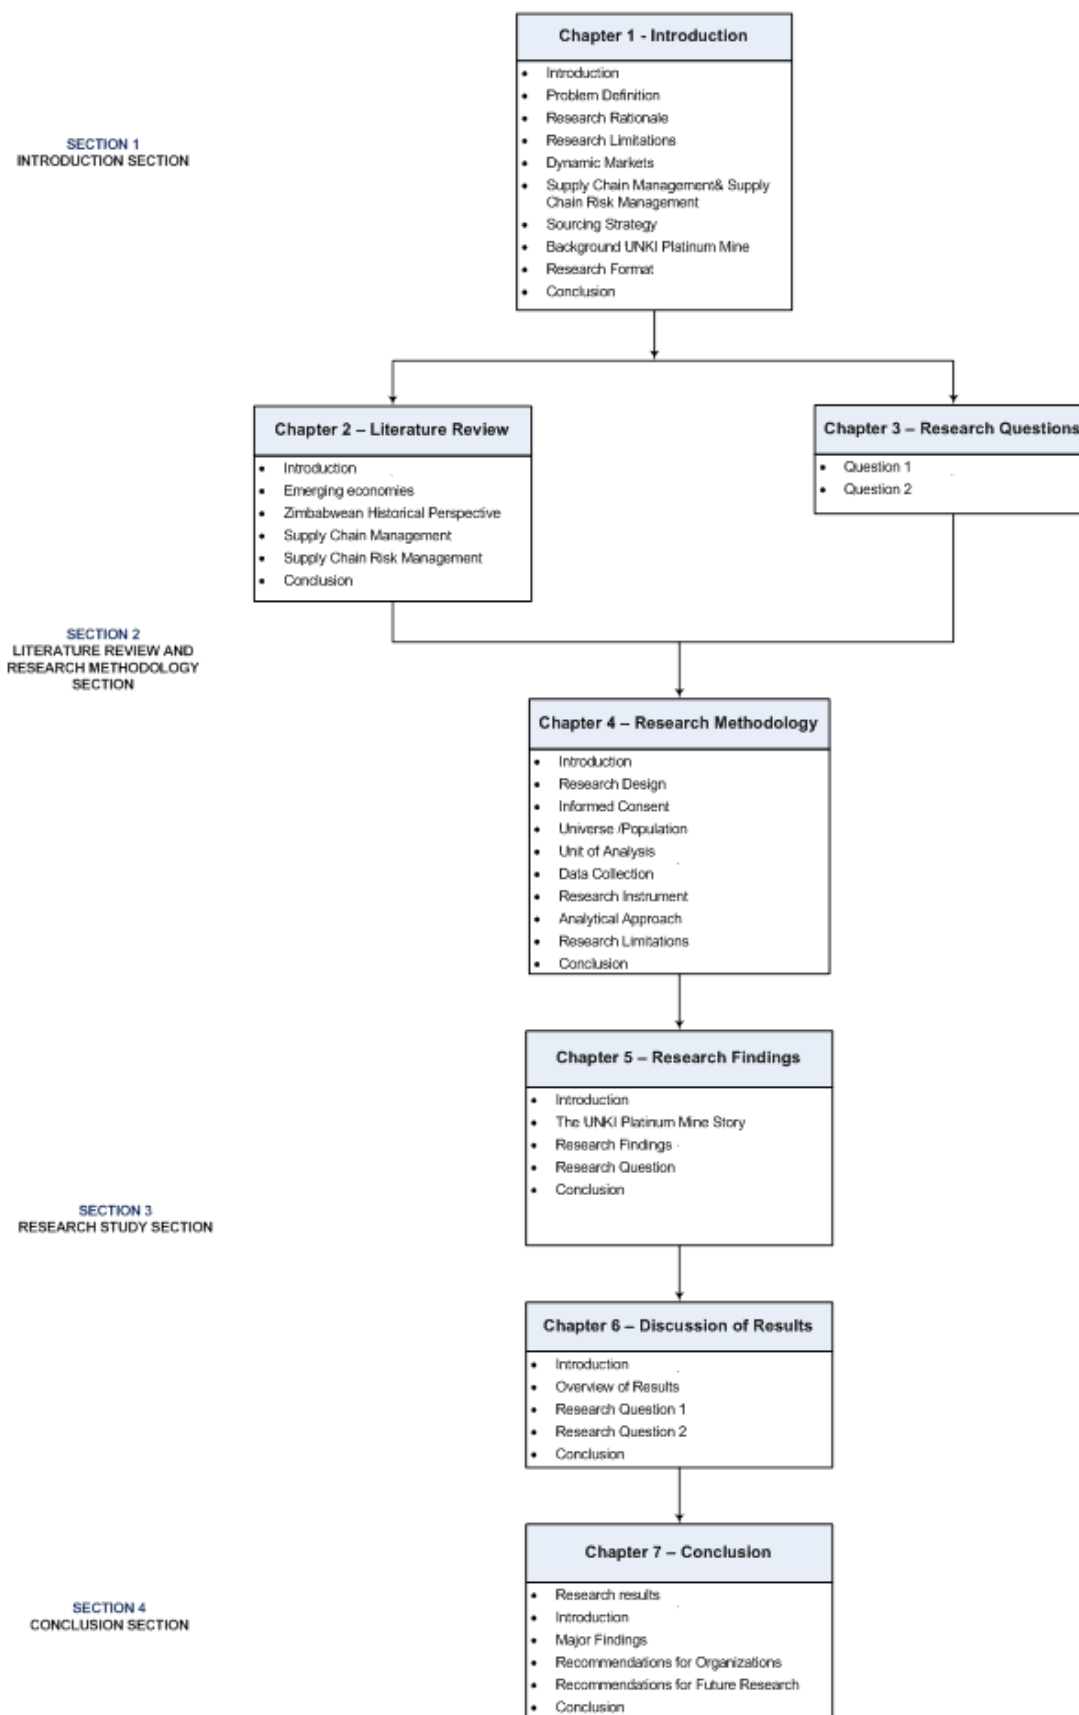 Chapter 1 - Introduction
• Introduction
• Problem Definition
• Research Rationale
• Research Limitations
• Dynamic Markets
• Supply Chain Management& Supply
Chain Risk Management
• Sourcing Strategy
• Background UNKI Platinum Mine
• Research Format
• Conclusion
SECTION 1
INTRODUCTION SECTION
Chapter 2 – Literature Review
• Introduction
• Emerging economies
• Zimbabwean Historical Perspective
• Supply Chain Management
• Supply Chain Risk Management
• Conclusion
Chapter 3 – Research Questions
• Question 1
• Question 2
SECTION 2
LITERATURE REVIEW AND
RESEARCH METHODOLOGY
SECTION
Chapter 4 – Research Methodology
• Introduction
• Research Design
• Informed Consent
• Universe /Population
• Unit of Analysis
• Data Collection
• Research Instrument
• Analytical Approach
• Research Limitations
• Conclusion
Chapter 5 – Research Findings
• Introduction
• The UNKI Platinum Mine Story
• Research Findings
• Research Question
• Conclusion
SECTION 3
RESEARCH STUDY SECTION
Chapter 6 – Discussion of Results
• Introduction
• Overview of Results
• Research Question 1
• Research Question 2
• Conclusion
Chapter 7 – Conclusion
• Research results
• Introduction
• Major Findings
• Recommendations for Organizations
• Recommendations for Future Research
• Conclusion
SECTION 4
CONCLUSION SECTION